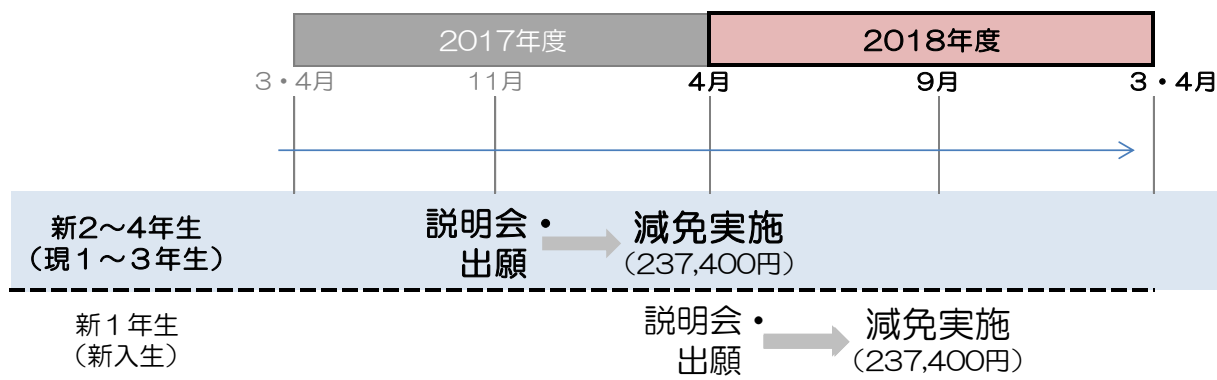 2017年度 2018年度
3・4月 11月 4月 9月 3・4月
新2~4年生
(現1~3年生)
説明会・
出願
減免実施
(237,400円)
新1年生
(新入生)
説明会・
出願
減免実施
(237,400円)